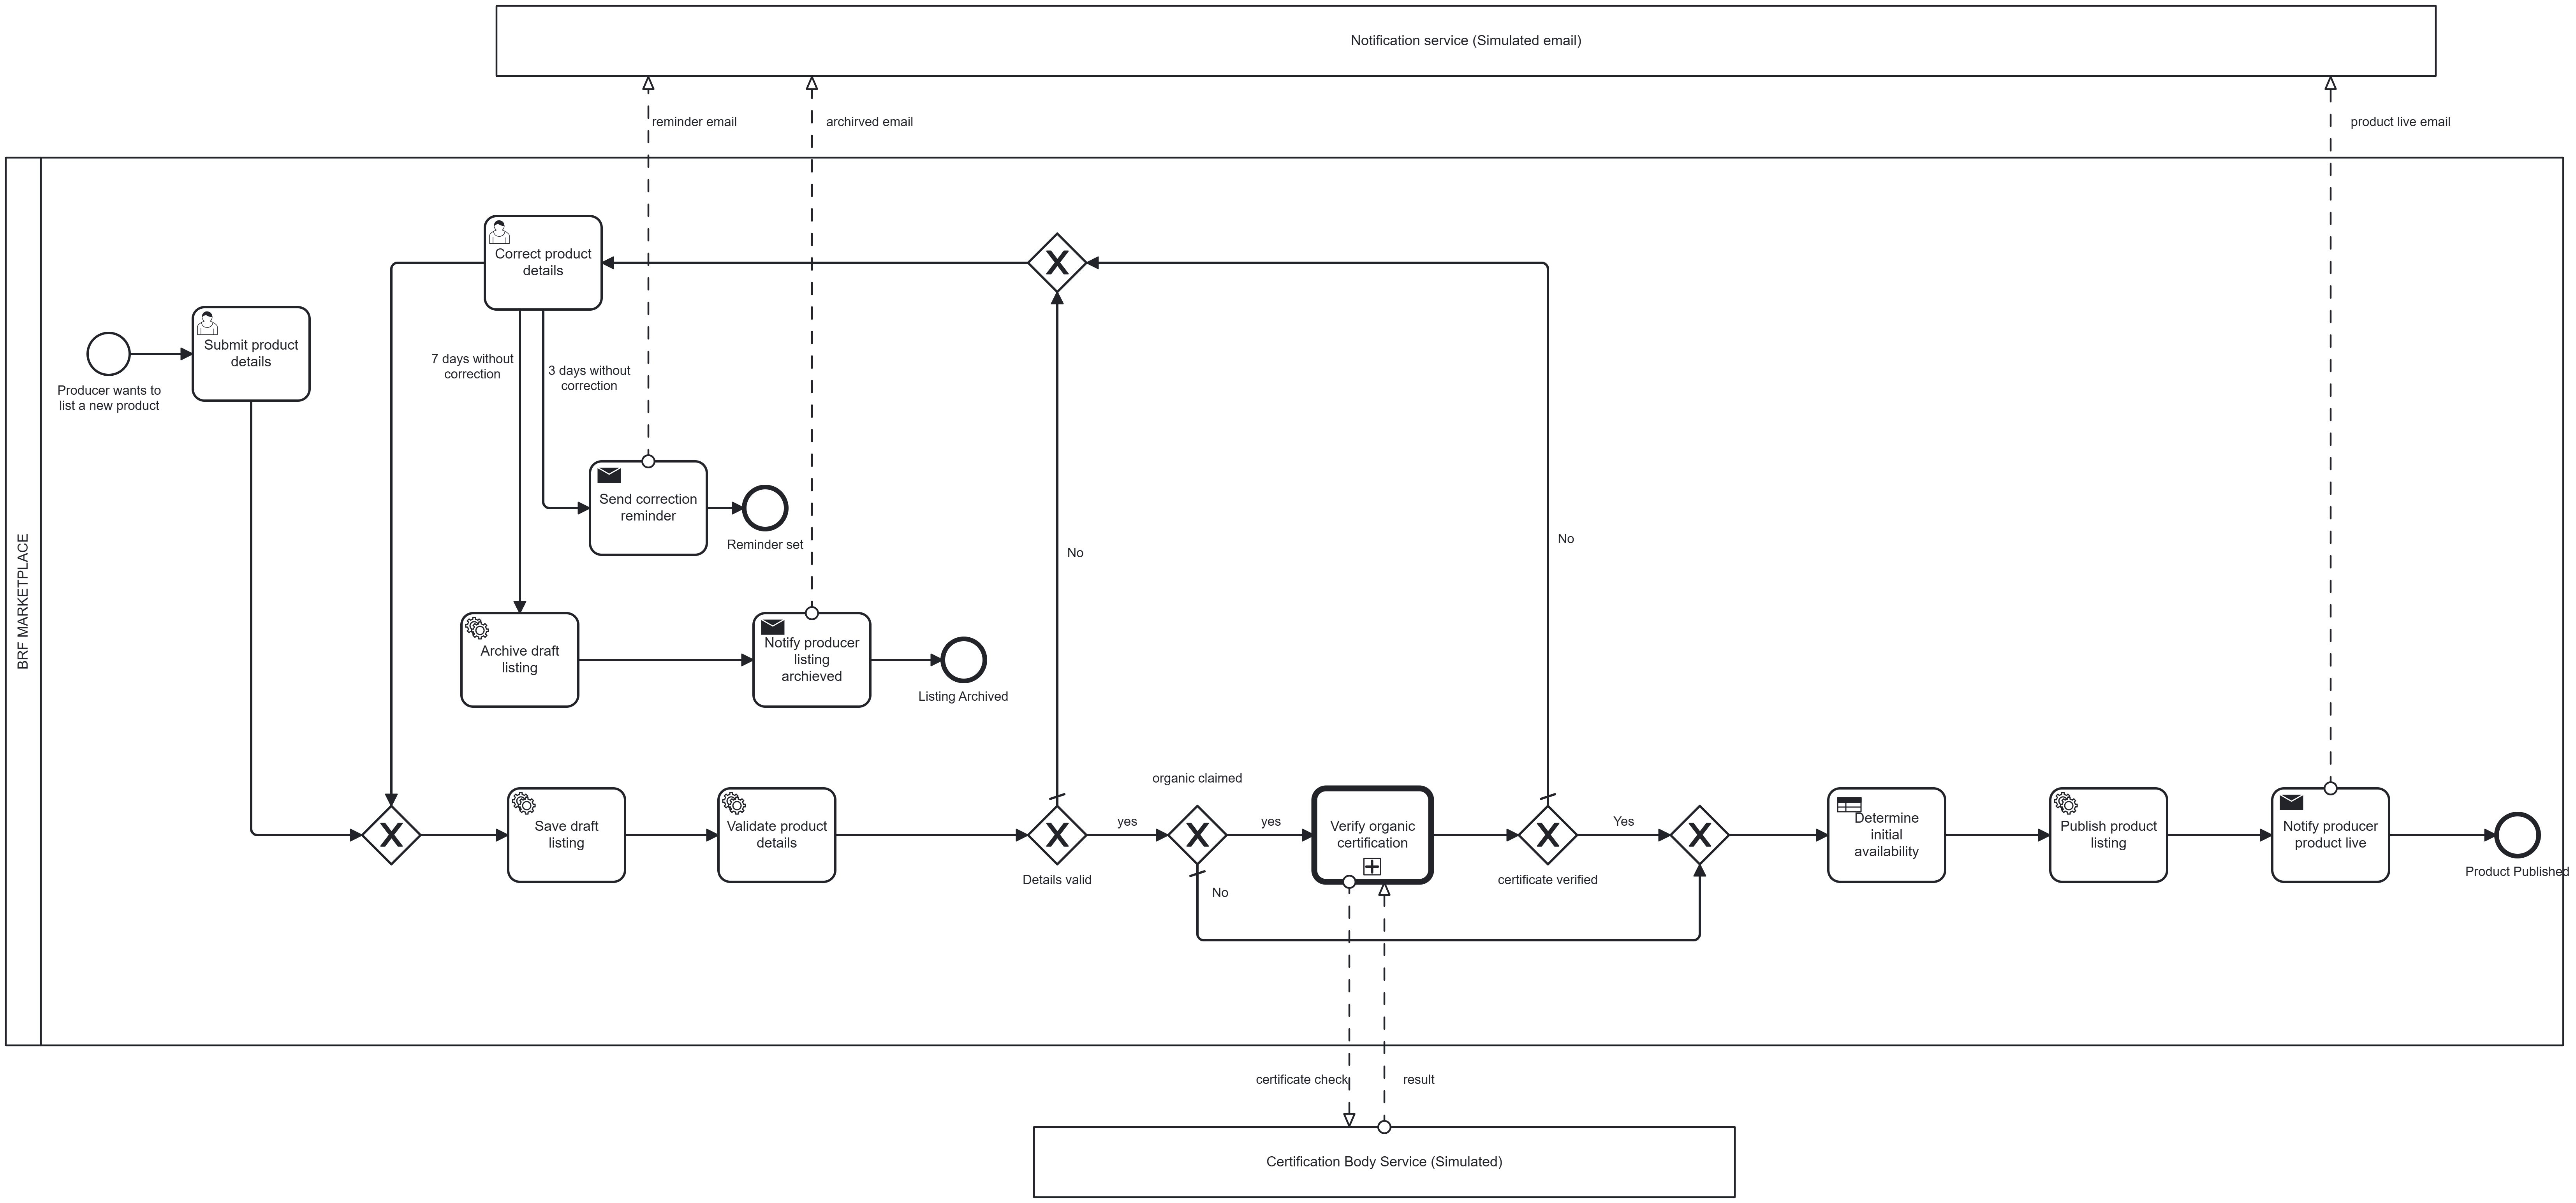 Notification service (Simulated email)
reminder email
archirved email
product live email
BRF MARKETPLACE
Correct product
details
Submit product
details
Producer wants to
list a new product
7 days without
correction
3 days without
correction
Send correction
reminder
Reminder set
No
No
Archive draft
listing
Notify producer
listing
archieved
Listing Archived
organic claimed
Save draft
listing
Validate product
details
Details valid
yes
yes
No
Verify organic
certification
certificate verified
Yes
Determine
initial
availability
Publish product
listing
Notify producer
product live
Product Published
certificate check
result
Certification Body Service (Simulated)